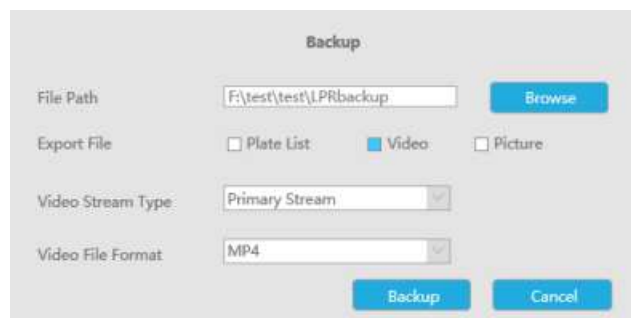 Backup
File Path F:\test\test\LPRbackup Browse
Export File Plate List Video Picture
Video Stream Type Primary Stream
Video File Format MP4
Backup Cancel